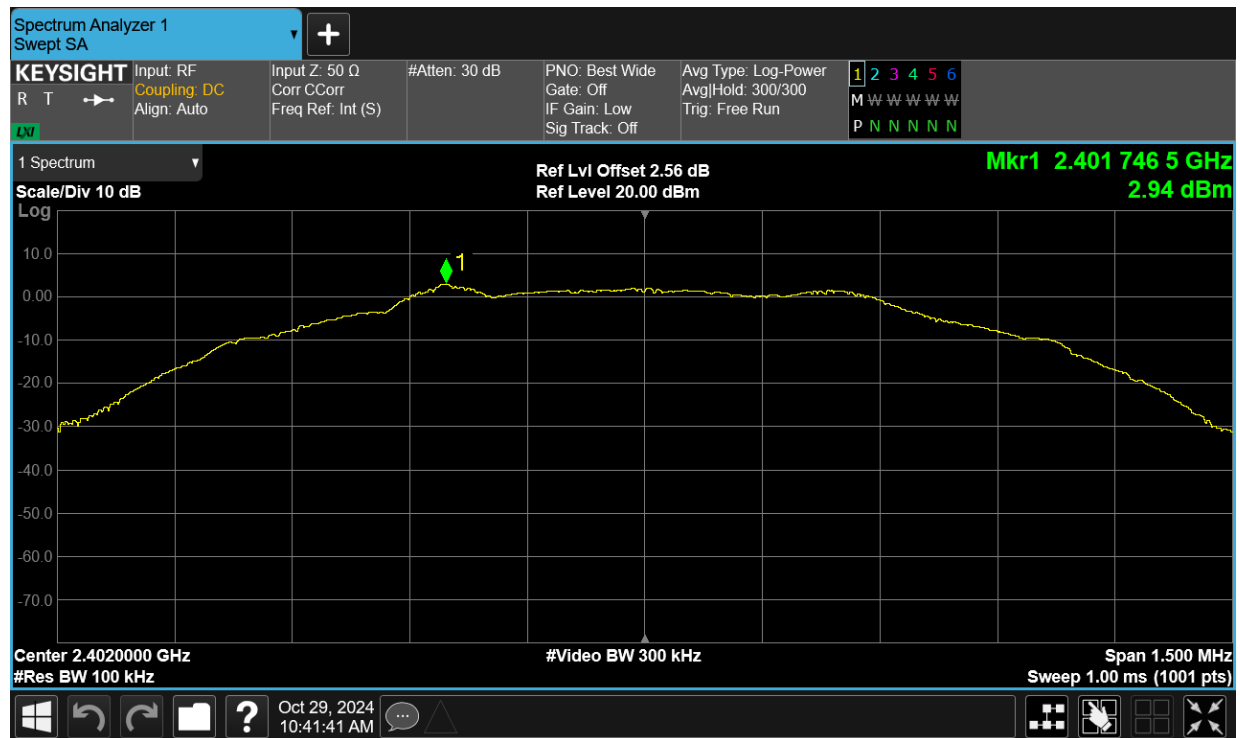 Spectrum Analyzer 1
Swept SA
+
KEYSIGHT
R T
LXI
Input: RF
Coupling: DC
Align: Auto
Input Z: 50 Ω
Corr CCorr
Freq Ref: Int (S)
#Atten: 30 dB
PNO: Best Wide
Gate: Off
IF Gain: Low
Sig Track: Off
Avg Type: Log-Power
Avg|Hold: 300/300
Trig: Free Run
1 2 3 4 5 6
M W W W W W
P N N N N N
1 Spectrum
Scale/Div 10 dB
Ref Lvl Offset 2.56 dB
Ref Level 20.00 dBm
Mkr1 2.401 746 5 GHz
2.94 dBm
Log
1
10.0
0.00
-10.0
-20.0
-30.0
-40.0
-50.0
-60.0
-70.0
Center 2.4020000 GHz
#Res BW 100 kHz
#Video BW 300 kHz
Span 1.500 MHz
Sweep 1.00 ms (1001 pts)
?
Oct 29, 2024
10:41:41 AM